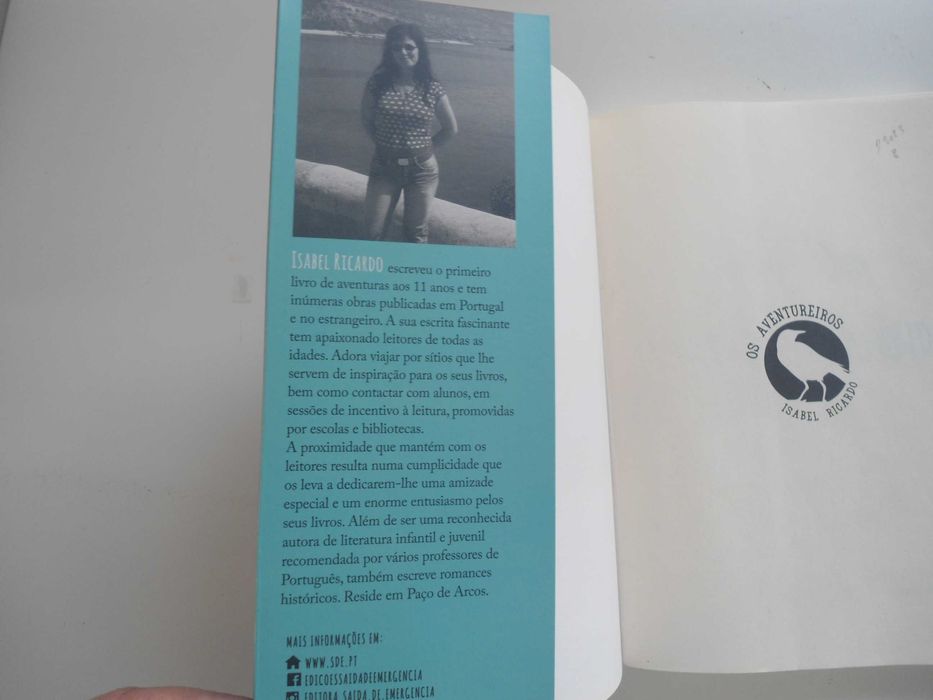 ISABEL RICARDO escreveu o primeiro
livro de aventuras aos 11 anos e tem
inúmeras obras publicadas em Portugal
e no estrangeiro. A sua escrita fascinante
tem apaixonado leitores de todas as
idades. Adora viajar por sítios que lhe
servem de inspiração para os seus livros,
bem como contactar com alunos, em
sessões de incentivo à leitura, promovidas
por escolas e bibliotecas.
A proximidade que mantém com os
leitores resulta numa cumplicidade que
os leva a dedicarem-lhe uma amizade
especial e um enorme entusiasmo pelos
seus livros. Além de ser uma reconhecida
autora de literatura infantil e juvenil
recomendada por vários professores de
Português, também escreve romances
históricos. Reside em Paço de Arcos.
MAIS INFORMAÇÕES EM:
WWW.SDE.PT
EDICOESSAIDADEEMERGENCIA
EDITORA.SAIDA.DE.EMERGENCIA
OS AVENTUREIROS
ISABEL RICARDO